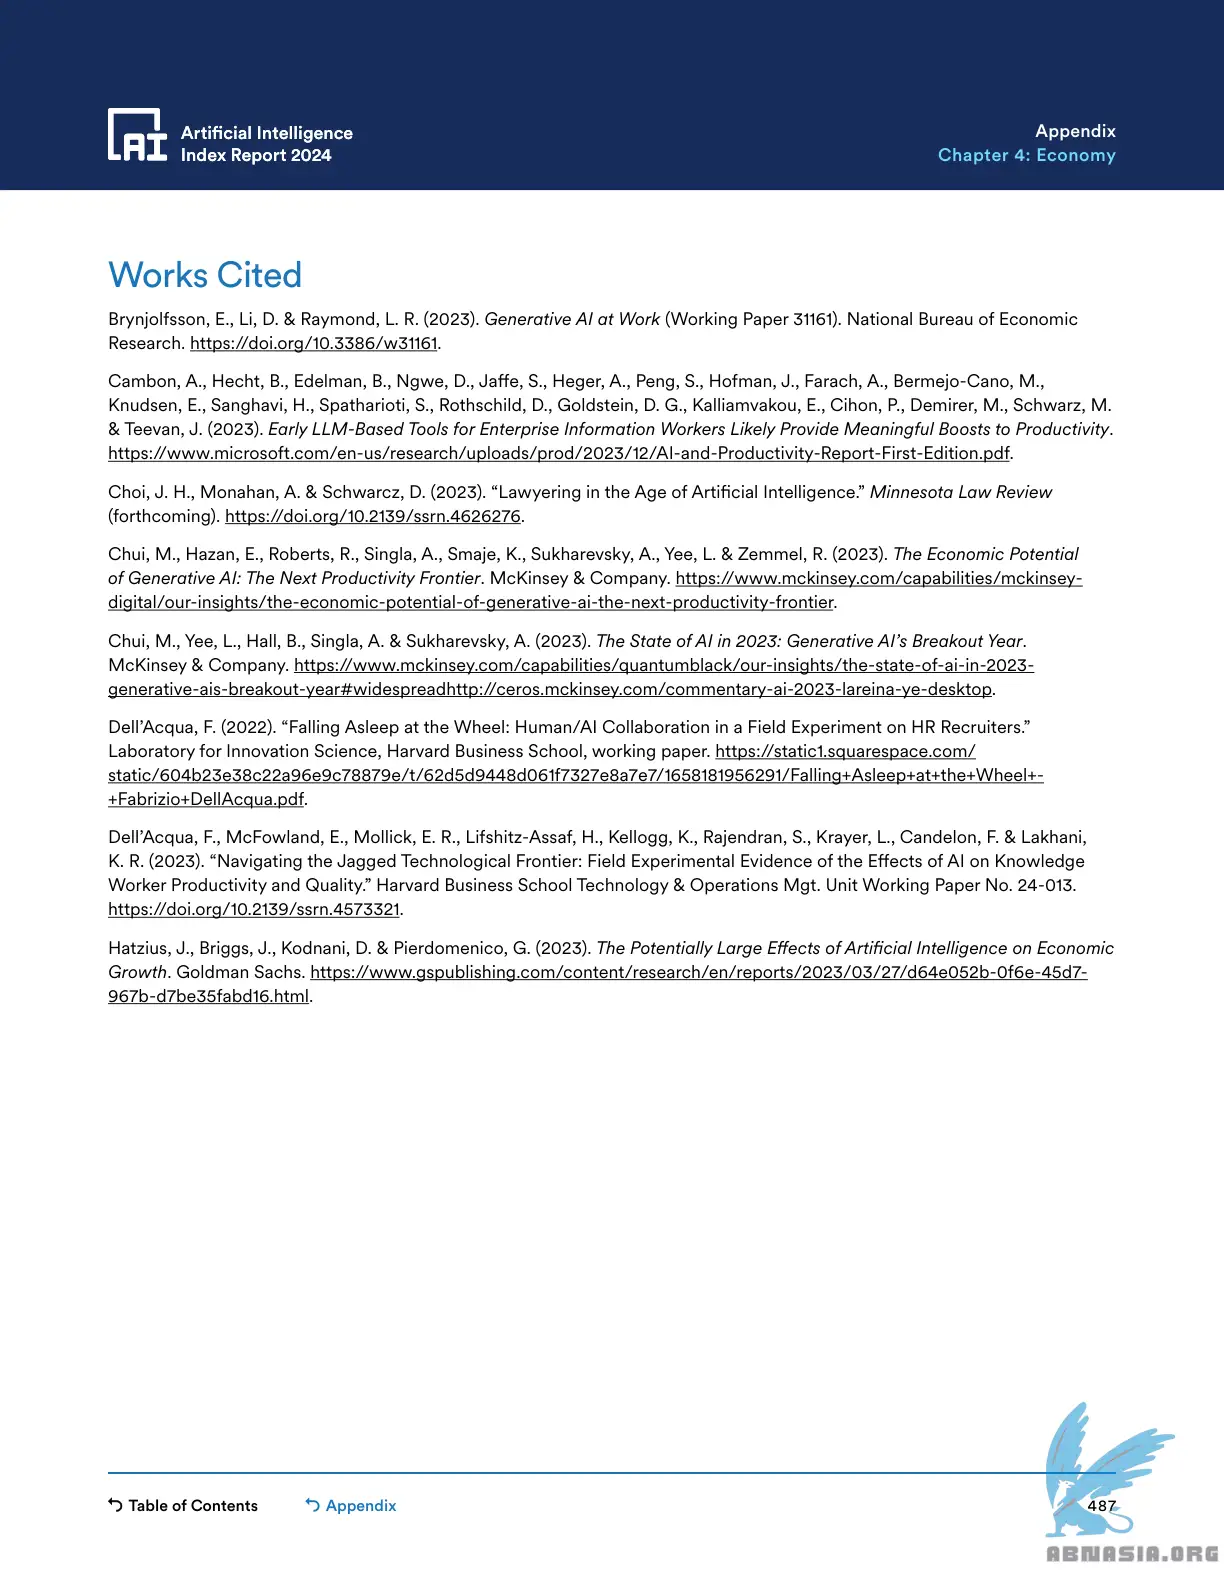 AI
Artificial Intelligence
Index Report 2024
Appendix
Chapter 4: Economy
Works Cited
Brynjolfsson, E., Li, D. & Raymond, L. R. (2023). Generative AI at Work (Working Paper 31161). National Bureau of Economic
Research. https://doi.org/10.3386/w31161.
Cambon, A., Hecht, B., Edelman, B., Ngwe, D., Jaffe, S., Heger, A., Peng, S., Hofman, J., Farach, A., Bermejo-Cano, M.,
Knudsen, E., Sanghavi, H., Spatharioti, S., Rothschild, D., Goldstein, D. G., Kalliamvakou, E., Cihon, P., Demirer, M., Schwarz, M.
& Teevan, J. (2023). Early LLM-Based Tools for Enterprise Information Workers Likely Provide Meaningful Boosts to Productivity.
https://www.microsoft.com/en-us/research/uploads/prod/2023/12/AI-and-Productivity-Report-First-Edition.pdf.
Choi, J. H., Monahan, A. & Schwarcz, D. (2023). “Lawyering in the Age of Artificial Intelligence.” Minnesota Law Review
(forthcoming). https://doi.org/10.2139/ssrn.4626276.
Chui, M., Hazan, E., Roberts, R., Singla, A., Smaje, K., Sukharevsky, A., Yee, L. & Zemmel, R. (2023). The Economic Potential
of Generative AI: The Next Productivity Frontier. McKinsey & Company. https://www.mckinsey.com/capabilities/mckinsey-
digital/our-insights/the-economic-potential-of-generative-ai-the-next-productivity-frontier.
Chui, M., Yee, L., Hall, B., Singla, A. & Sukharevsky, A. (2023). The State of AI in 2023: Generative AI’s Breakout Year.
McKinsey & Company. https://www.mckinsey.com/capabilities/quantumblack/our-insights/the-state-of-ai-in-2023-
generative-ais-breakout-year#widespreadhttp://ceros.mckinsey.com/commentary-ai-2023-lareina-ye-desktop.
Dell’Acqua, F. (2022). “Falling Asleep at the Wheel: Human/AI Collaboration in a Field Experiment on HR Recruiters.”
Laboratory for Innovation Science, Harvard Business School, working paper. https://static1.squarespace.com/
static/604b23e38c22a96e9c78879e/t/62d5d9448d061f7327e8a7e7/1658181956291/Falling+Asleep+at+the+Wheel+-
+Fabrizio+DellAcqua.pdf.
Dell’Acqua, F., McFowland, E., Mollick, E. R., Lifshitz-Assaf, H., Kellogg, K., Rajendran, S., Krayer, L., Candelon, F. & Lakhani,
K. R. (2023). “Navigating the Jagged Technological Frontier: Field Experimental Evidence of the Effects of AI on Knowledge
Worker Productivity and Quality.” Harvard Business School Technology & Operations Mgt. Unit Working Paper No. 24-013.
https://doi.org/10.2139/ssrn.4573321.
Hatzius, J., Briggs, J., Kodnani, D. & Pierdomenico, G. (2023). The Potentially Large Effects of Artificial Intelligence on Economic
Growth. Goldman Sachs. https://www.gspublishing.com/content/research/en/reports/2023/03/27/d64e052b-0f6e-45d7-
967b-d7be35fabd16.html.
Table of Contents
Appendix
487
ABNASIA.ORG